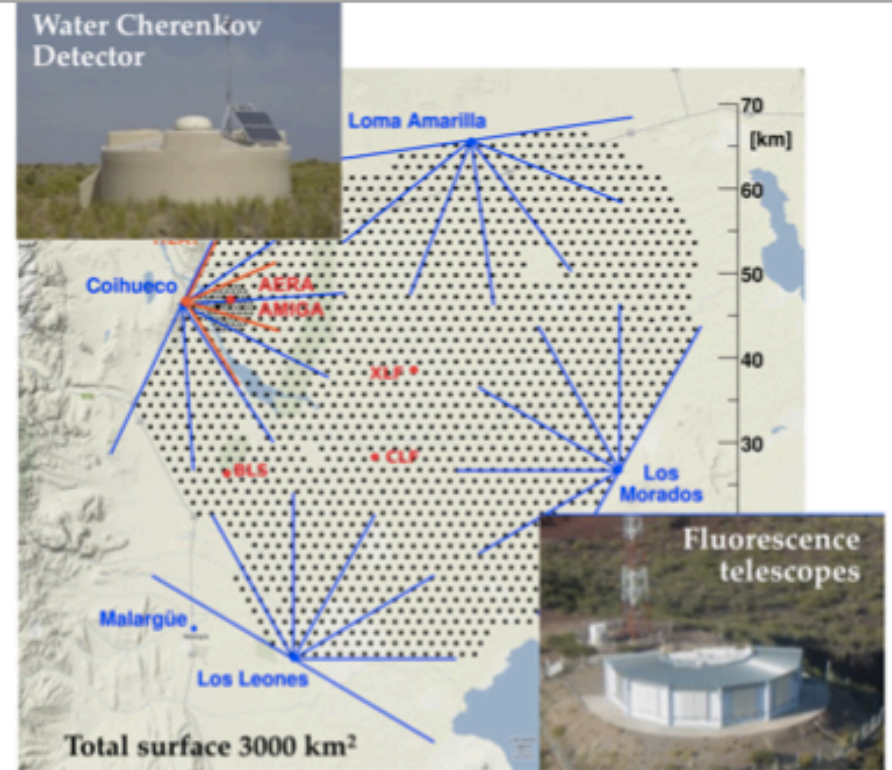 Water Cherenkov
Detector
Loma Amarilla
70
[km]
60
50
40
30
Coihueco
AERA
AMIGA
XLF
CLF
BLS
Los
Morados
Fluorescence
telescopes
Malargüe
Los Leones
Total surface 3000 km²